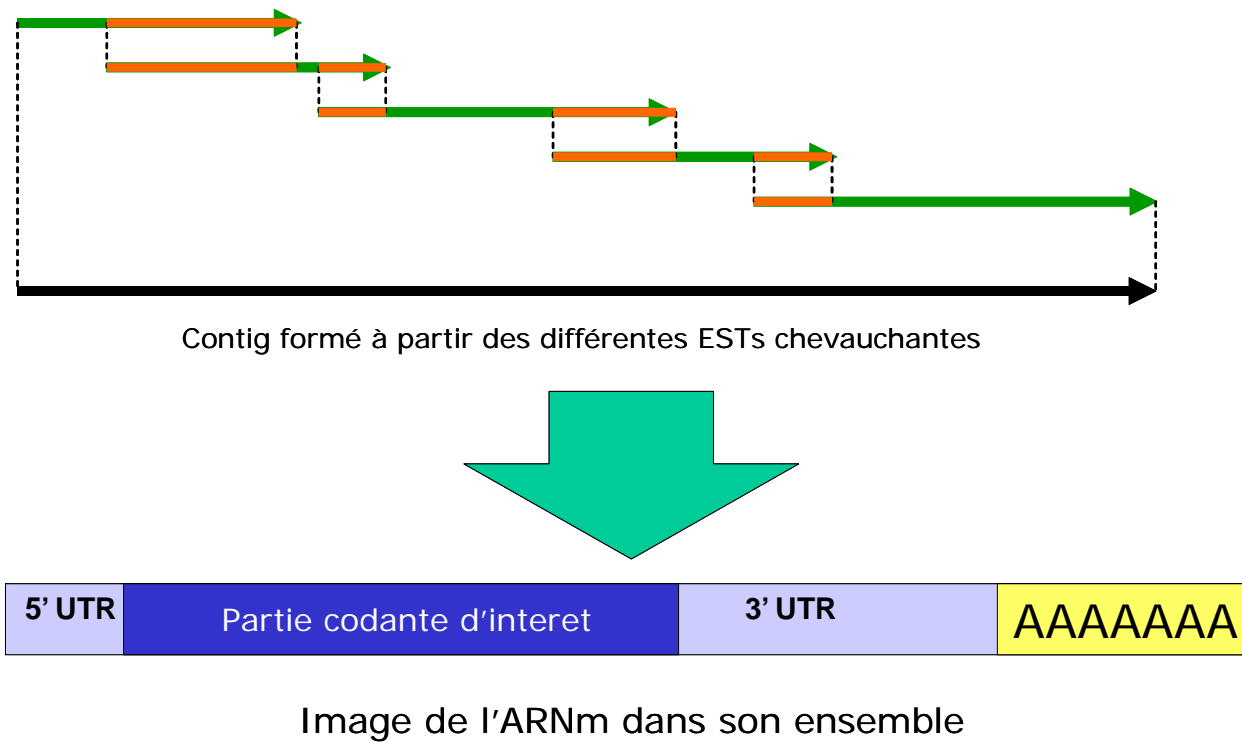 Contig formé à partir des différentes ESTs chevauchantes
5' UTR
Partie codante d'interet
3' UTR
AAAAAAA
Image de l'ARNm dans son ensemble